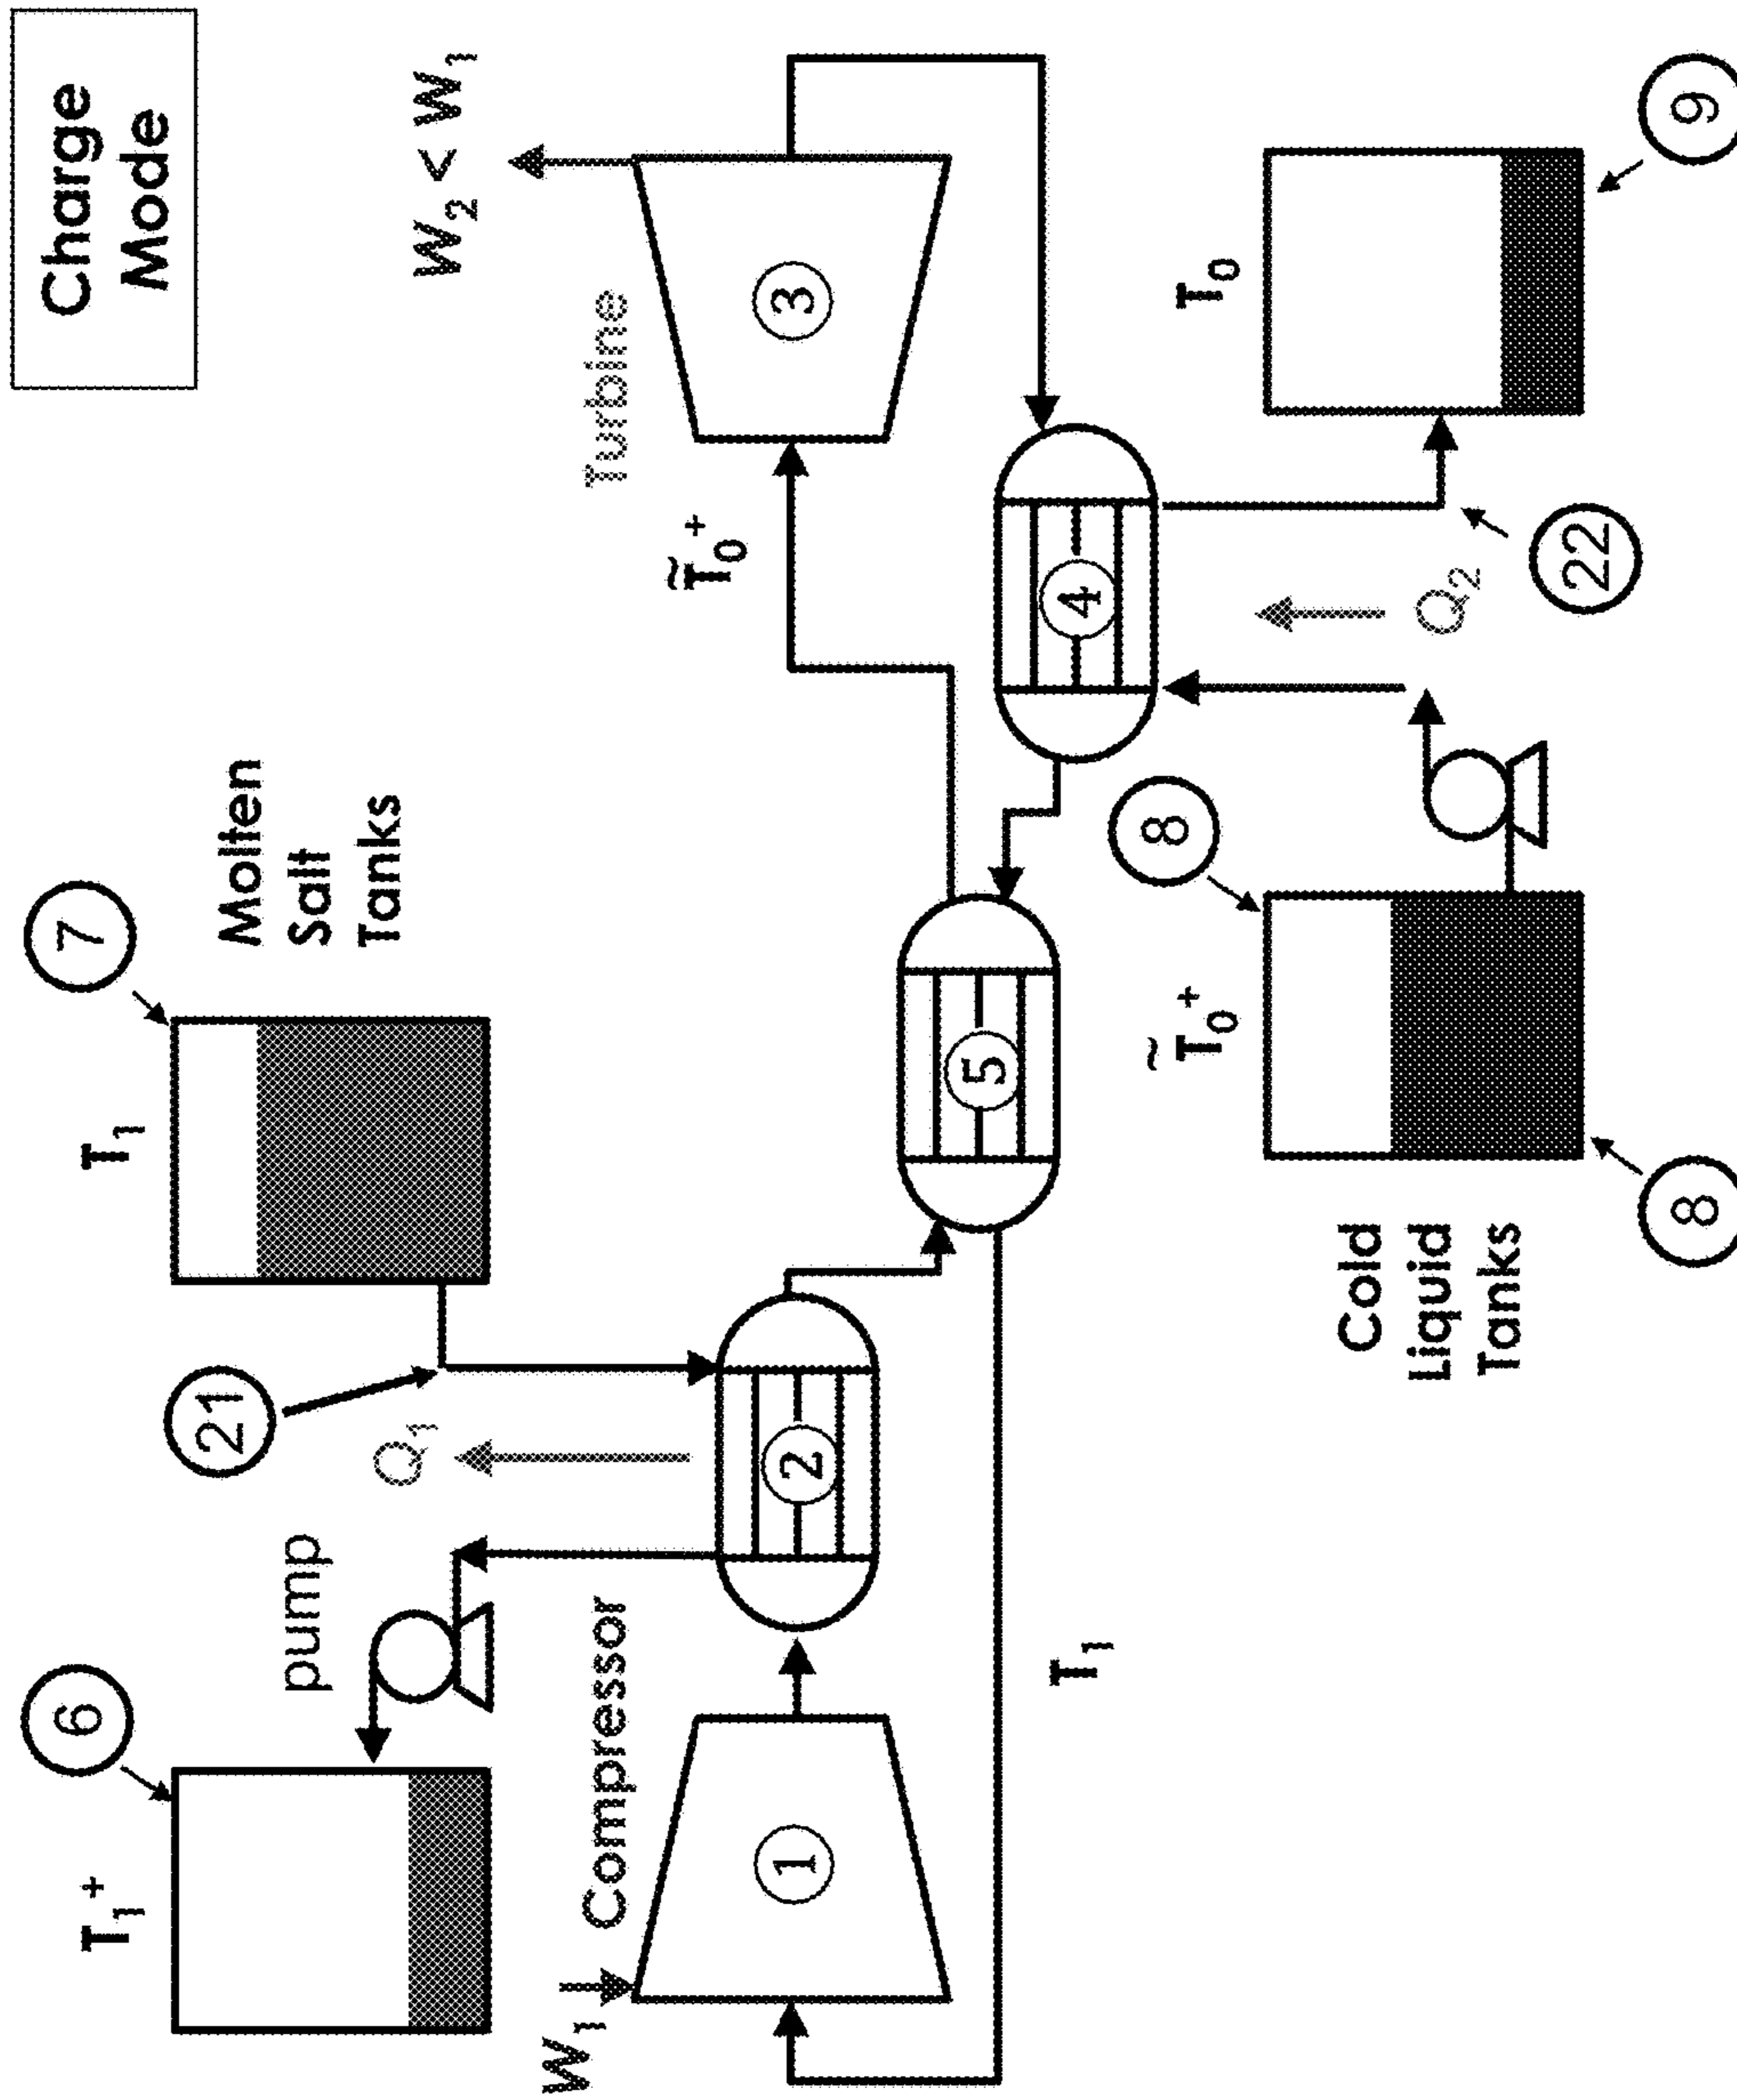 Charge
Mode
6
7
T₁⁺
T₁
pump
21
Molten
Salt
Tanks
Q₁
W₁
Compressor
Turbine
W₂ < W₁
1
2
T̃₀⁺
3
5
4
T₁
8
T̃₀⁺
T₀
Cold
Liquid
Tanks
Q₂
22
8
9